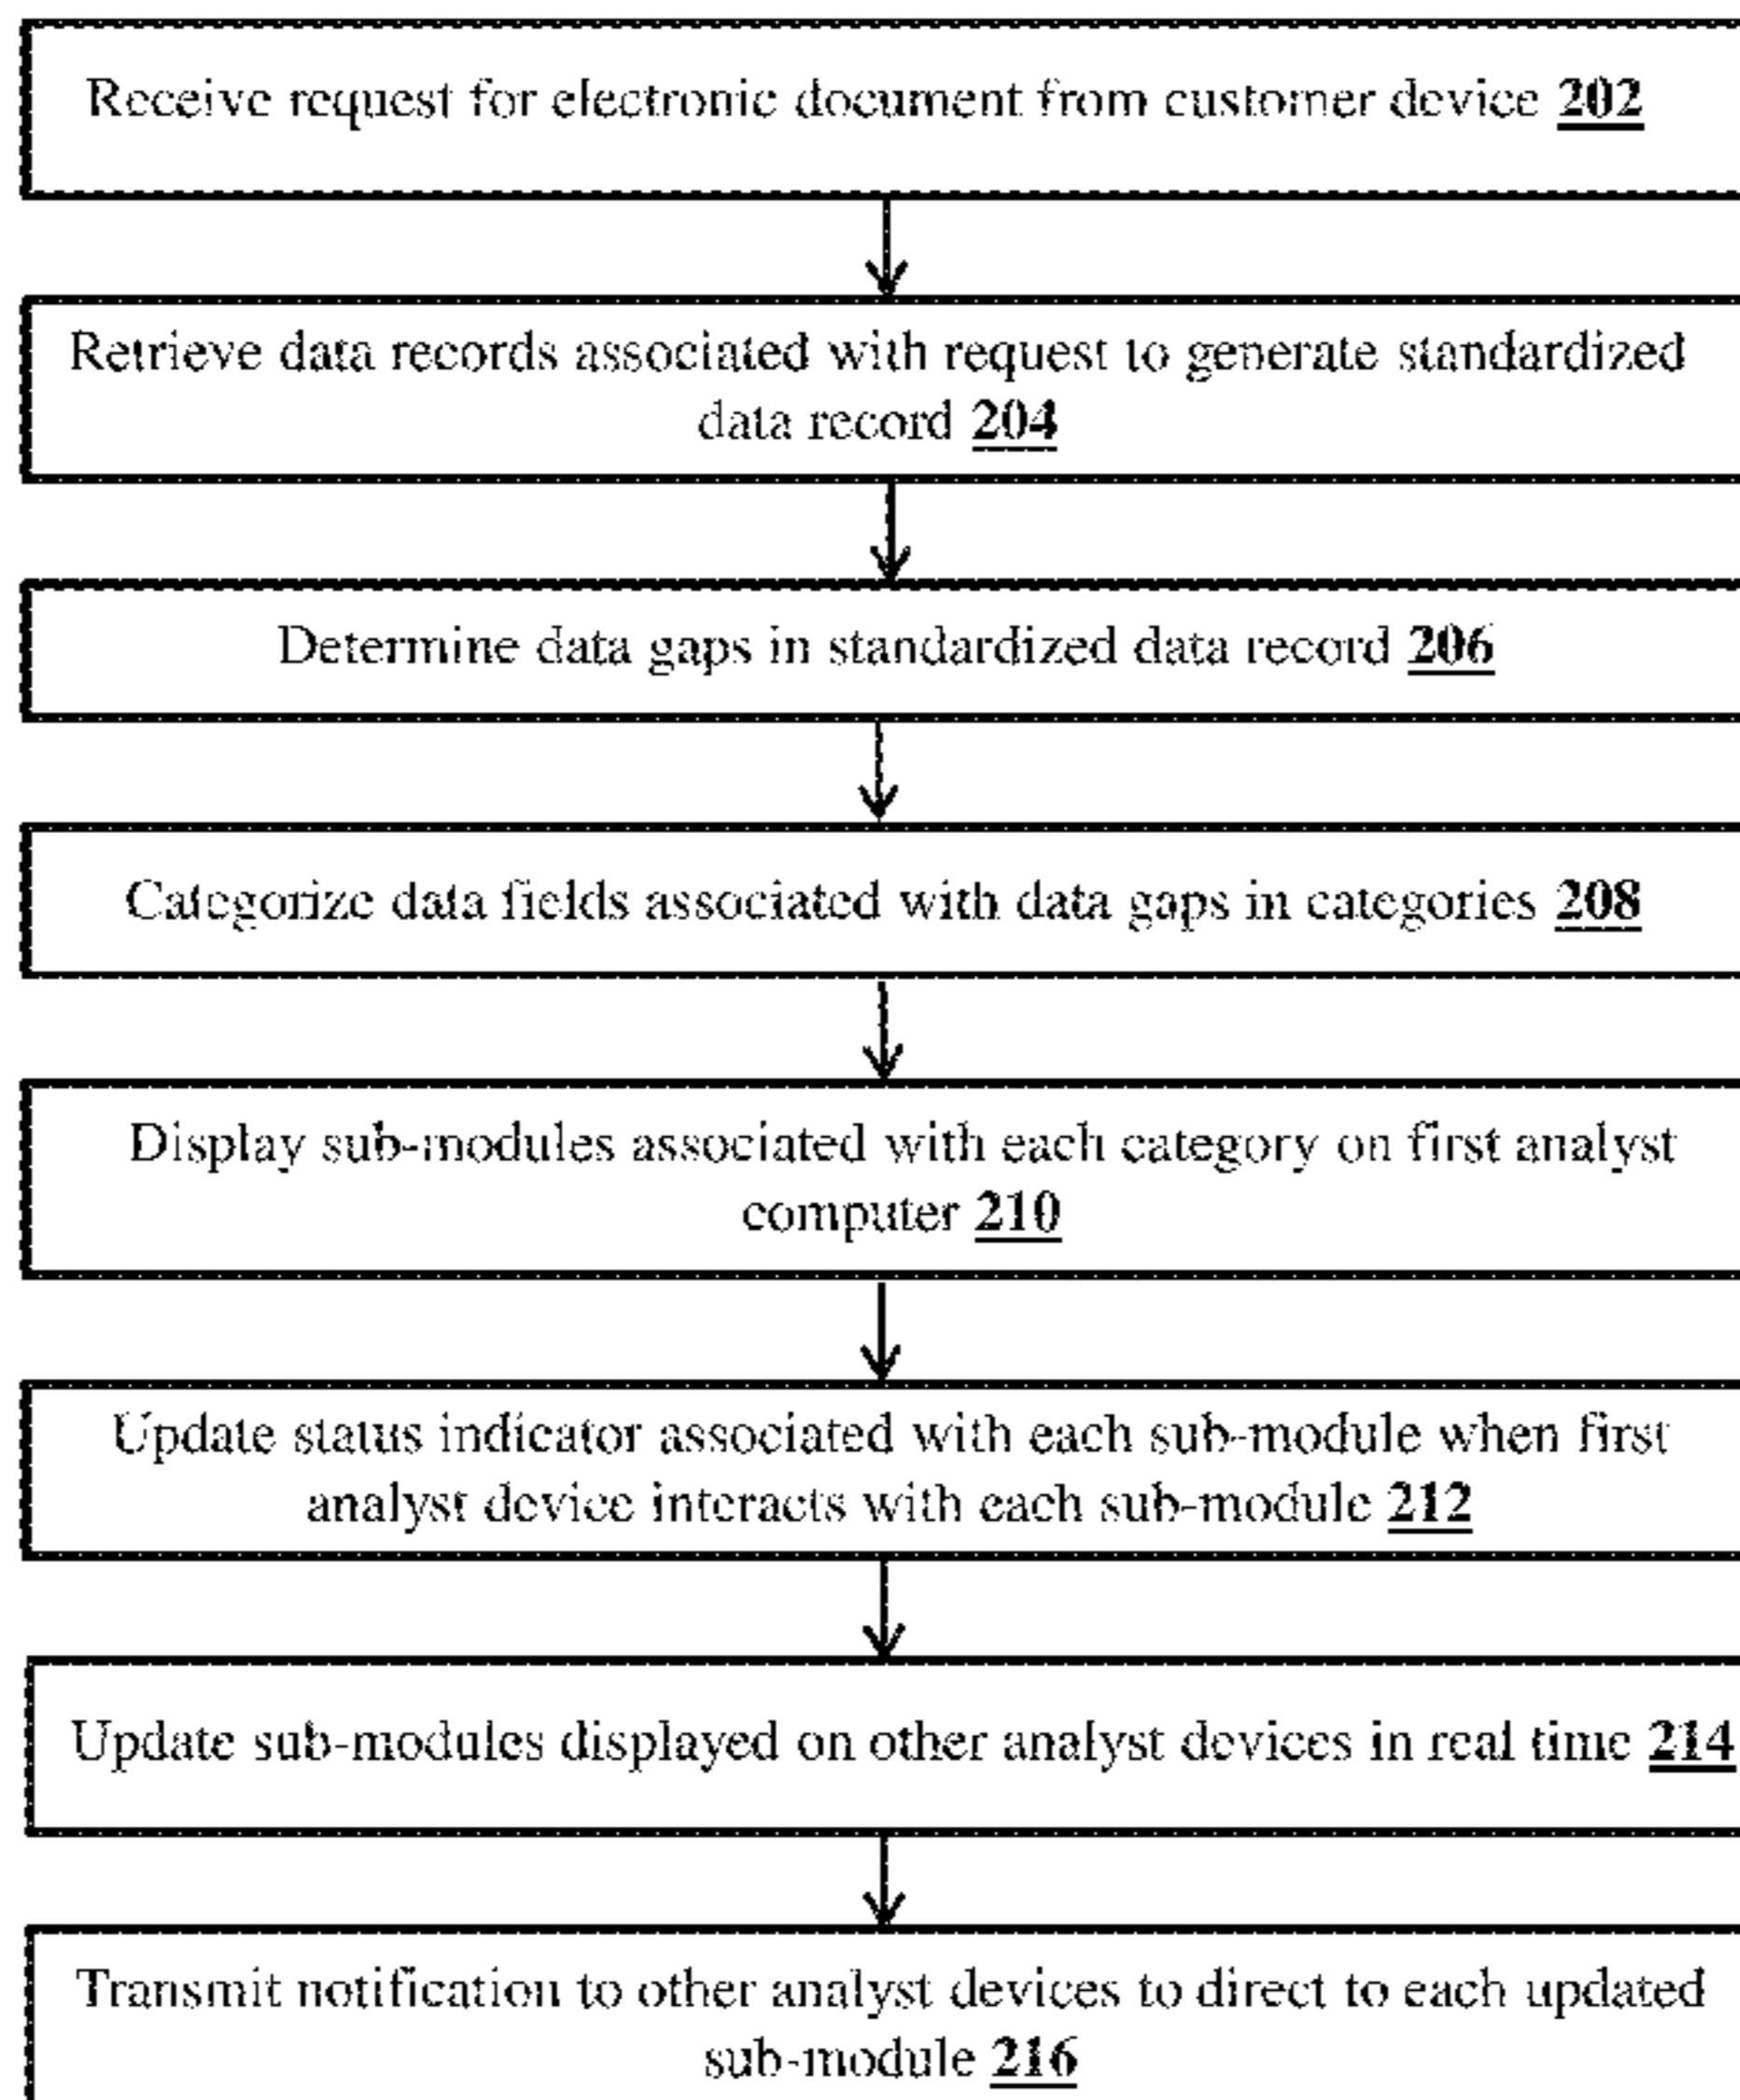 Receive request for electronic document from customer device 202
Retrieve data records associated with request to generate standardized
data record 204
Determine data gaps in standardized data record 206
Categorize data fields associated with data gaps in categories 208
Display sub-modules associated with each category on first analyst
computer 210
Update status indicator associated with each sub-module when first
analyst device interacts with each sub-module 212
Update sub-modules displayed on other analyst devices in real time 214
Transmit notification to other analyst devices to direct to each updated
sub-module 216